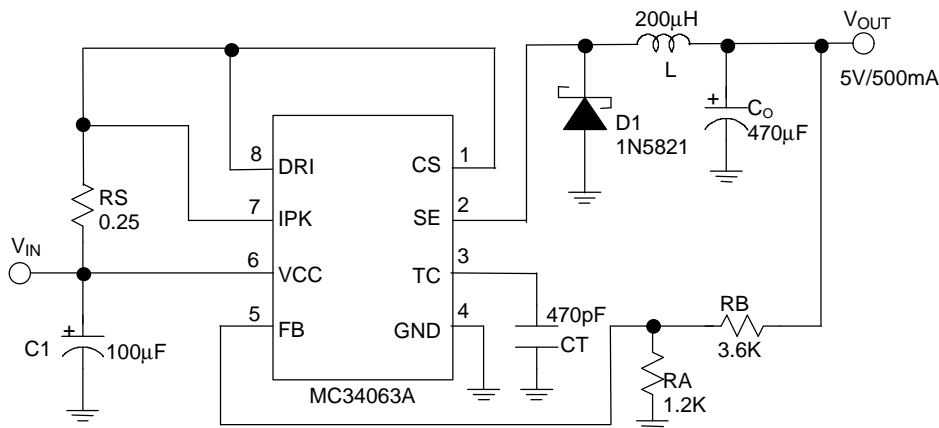 200μH
VOUT
L
5V/500mA
D1
1N5821
+
CO
470μF
8
DRI
CS
1
RS
0.25
7
IPK
SE
2
VIN
6
VCC
TC
3
+
C1
100μF
5
FB
GND
4
470pF
CT
RB
3.6K
RA
1.2K
MC34063A